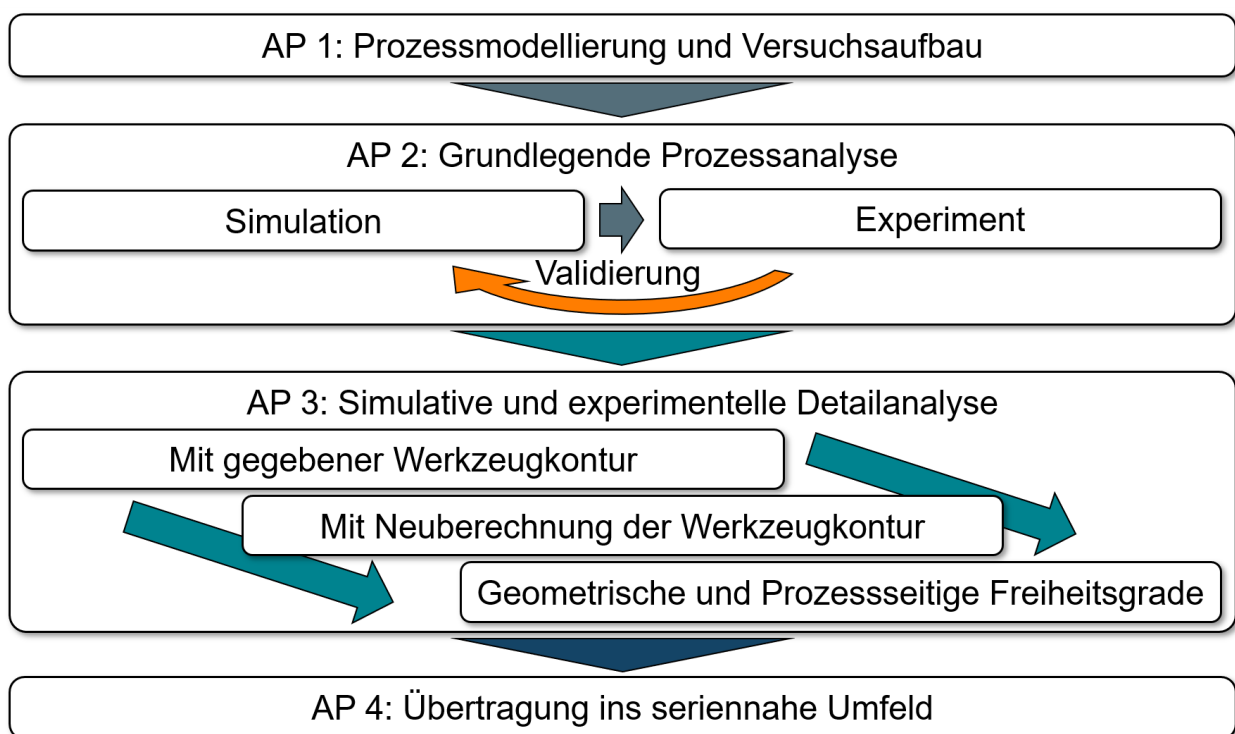 AP 1: Prozessmodellierung und Versuchsaufbau
AP 2: Grundlegende Prozessanalyse
Simulation
Experiment
Validierung
AP 3: Simulative und experimentelle Detailanalyse
Mit gegebener Werkzeugkontur
Mit Neuberechnung der Werkzeugkontur
Geometrische und Prozessseitige Freiheitsgrade
AP 4: Übertragung ins seriennahe Umfeld